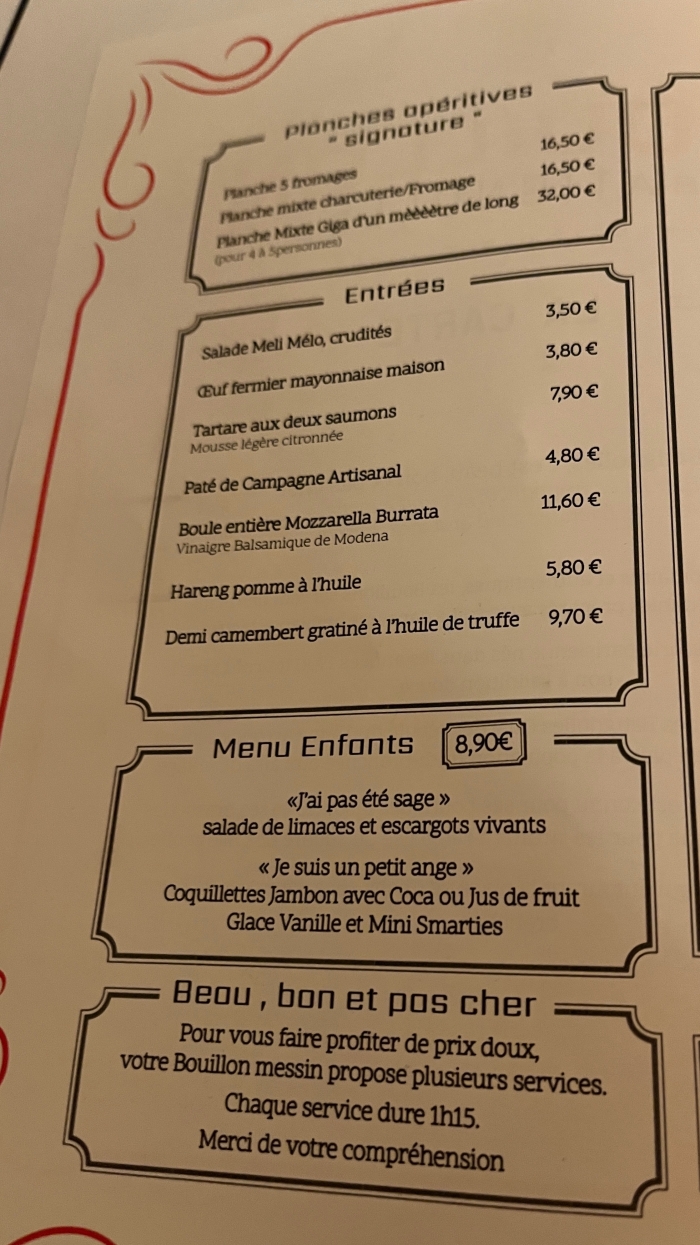 Planches apéritives
" signature "
Planche 5 fromages 16,50 €
Planche mixte charcuterie/Fromage 16,50 €
Planche Mixte Giga d'un mèèèètre de long 32,00 €
(pour 4 à 5personnes)
Entrées
Salade Meli Mélo, crudités 3,50 €
Œuf fermier mayonnaise maison 3,80 €
Tartare aux deux saumons 7,90 €
Mousse légère citronnée
Paté de Campagne Artisanal 4,80 €
Boule entière Mozzarella Burrata 11,60 €
Vinaigre Balsamique de Modena
Hareng pomme à l'huile 5,80 €
Demi camembert gratiné à l'huile de truffe 9,70 €
Menu Enfants 8,90€
«J'ai pas été sage »
salade de limaces et escargots vivants
« Je suis un petit ange »
Coquillettes Jambon avec Coca ou Jus de fruit
Glace Vanille et Mini Smarties
Beau , bon et pas cher
Pour vous faire profiter de prix doux,
votre Bouillon messin propose plusieurs services.
Chaque service dure 1h15.
Merci de votre compréhension